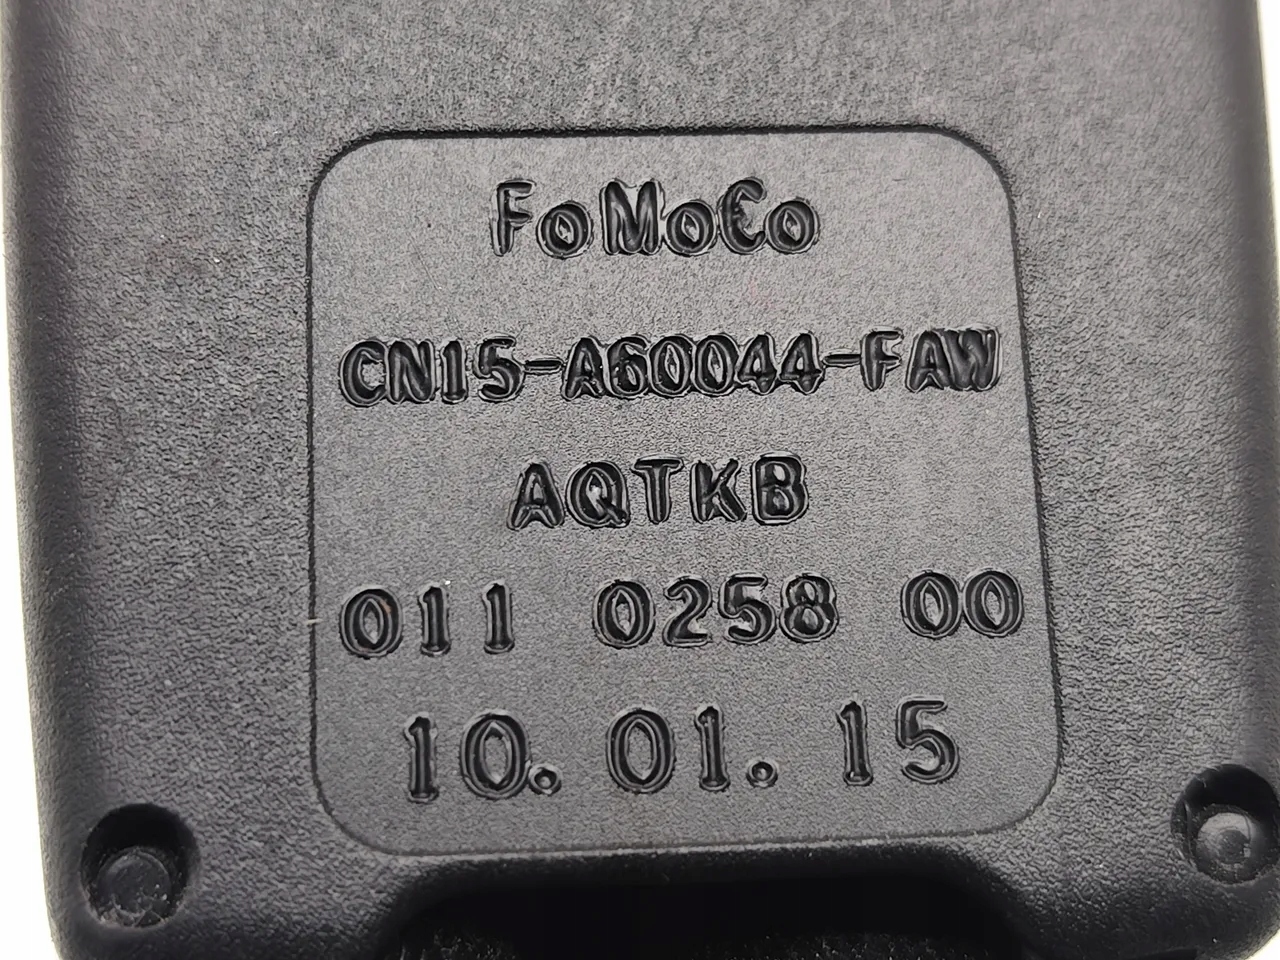 FoMoCo
CN15-A60044-FAW
AQTKB
011 0258 00
10.01.15